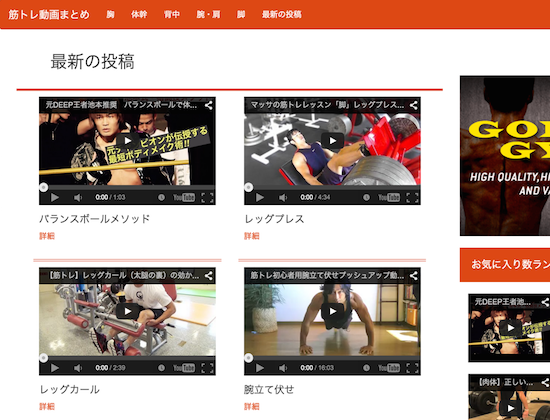 筋トレ動画まとめ 胸 体幹 背中 腕・肩 脚 最新の投稿
最新の投稿
元DEEP王者池本推奨 バランスボールで体...
元
ピオンが伝授する
最短ボディメイク術!!
0:00 / 1:03 YouTube
バランスボールメソッド
詳細
マッサの筋トレレッスン「脚」レッグプレス...
0:00 / 4:34 YouTube
レッグプレス
詳細
【筋トレ】レッグカール（太腿の裏）の効か...
0:00 / 2:39 YouTube
レッグカール
詳細
筋トレ初心者用腕立て伏せプッシュアップ動...
0:00 / 16:03 YouTube
腕立て伏せ
詳細
GO
GY
HIGH QUALITY,HI
AND VA
お気に入り数ラン
元DEEP王者池...
【肉体】正しい...